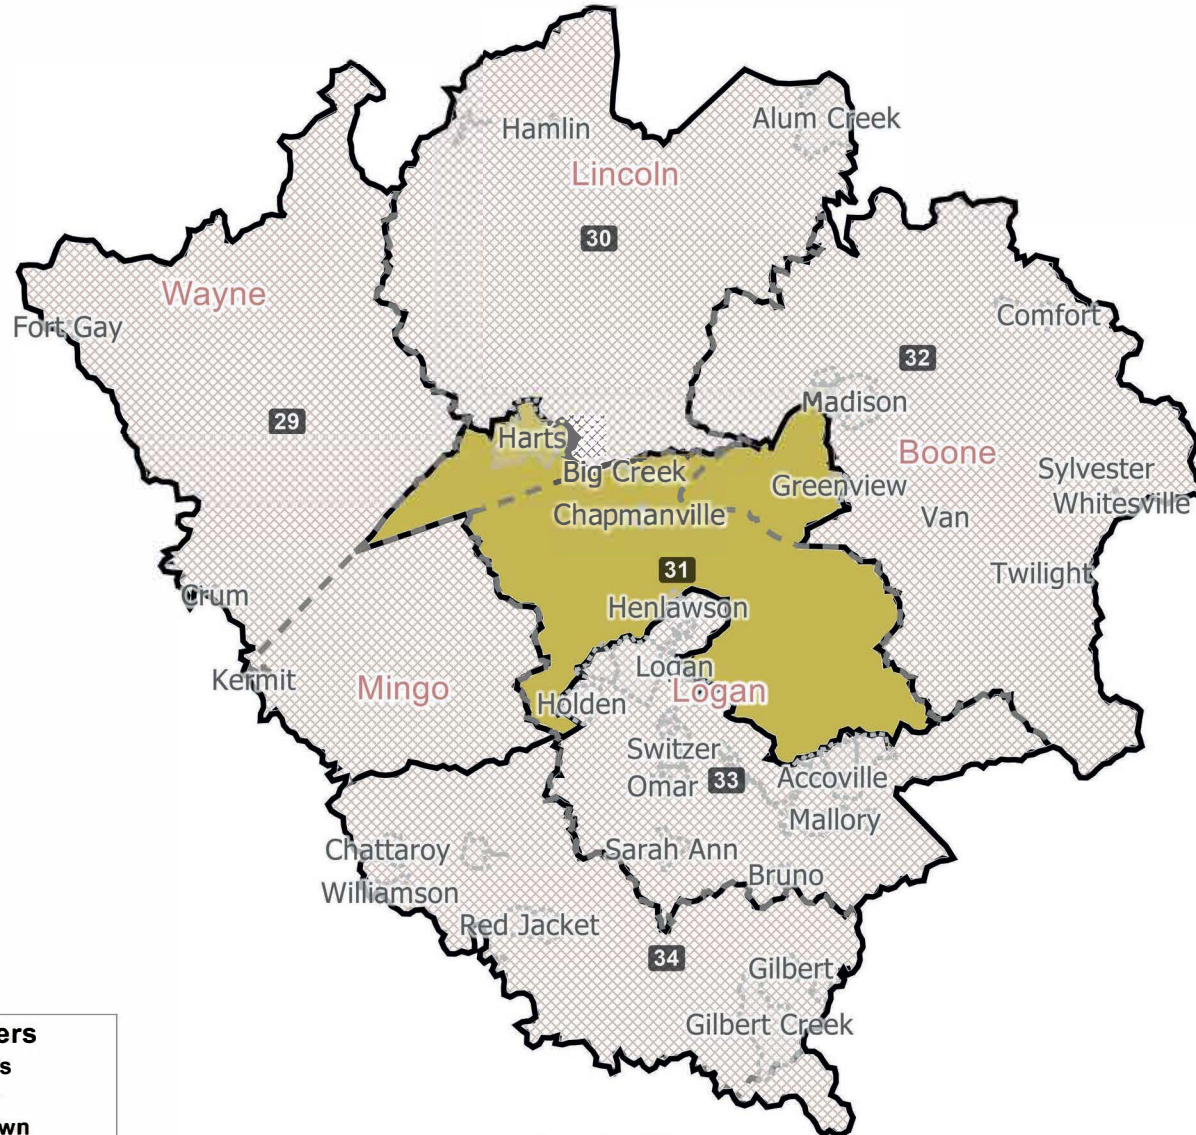 Hamlin
Alum Creek
Lincoln
30
Wayne
Fort Gay
Comfort
32
Madison
29
Harts
Boone
Big Creek
Sylvester
Greenview
Whitesville
Chapmanville
Van
31
Twilight
Crum
Henlawson
Logan
Kermit
Mingo
Logan
Holden
Switzer
Omar
33
Accoville
Mallory
Chattaroy
Sarah Ann
Bruno
Williamson
Red Jacket
34
Gilbert
Gilbert Creek
ers
s
wn